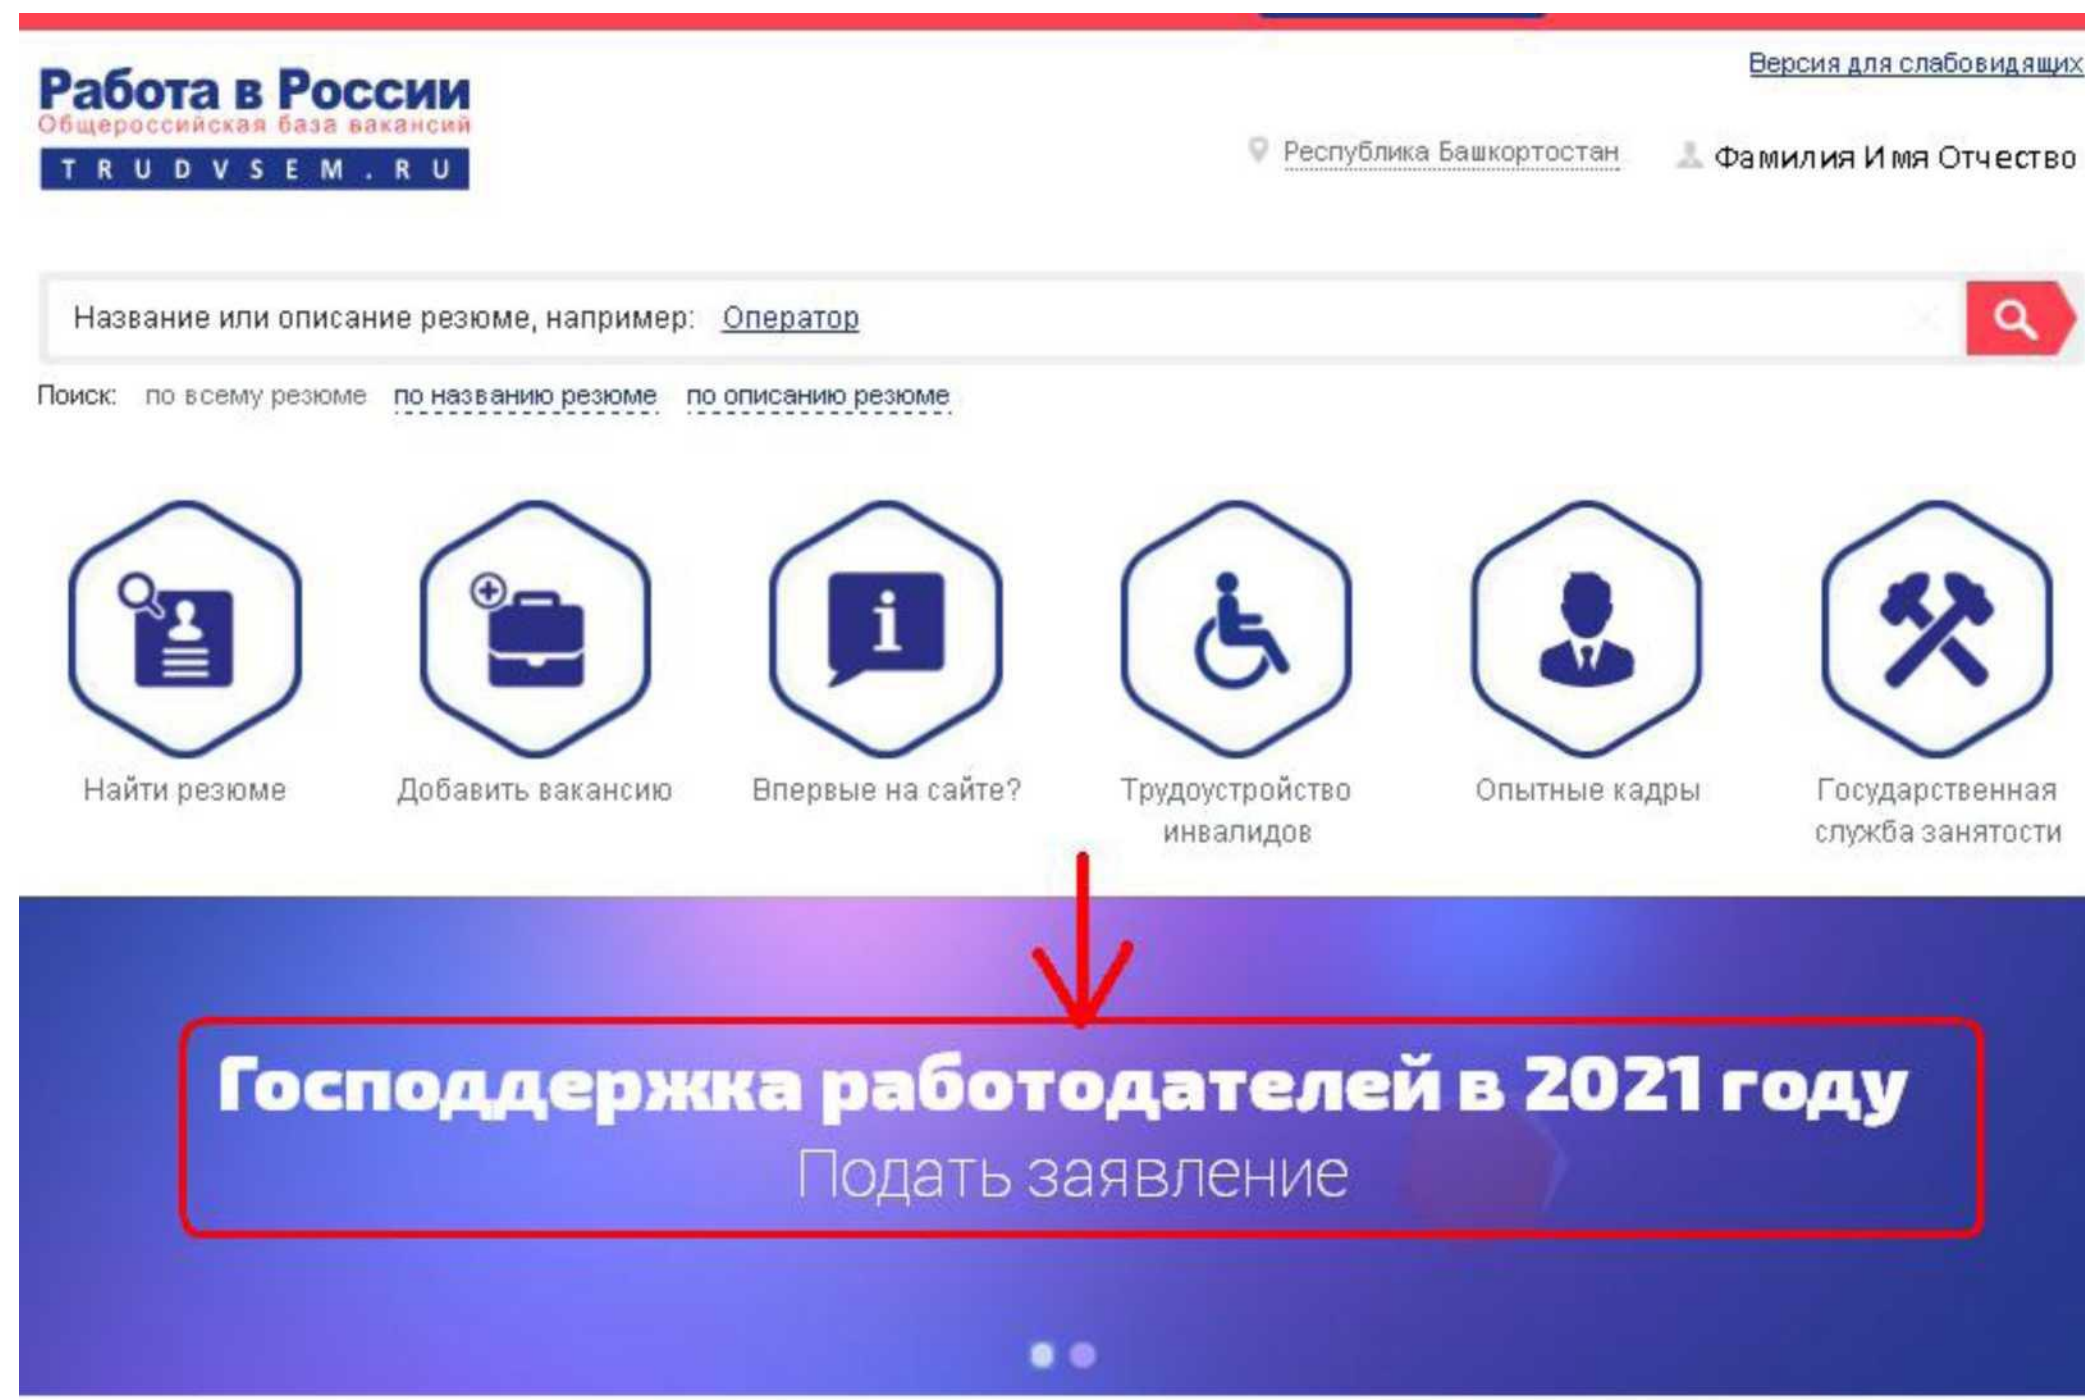 Версия для слабовидящих
Работа в России
Общероссийская база вакансий
TRUDVSEM.RU
Республика Башкортостан
Фамилия Имя Отчество
Название или описание резюме, например: Оператор
Поиск: по всему резюме по названию резюме по описанию резюме
Найти резюме
Добавить вакансию
Впервые на сайте?
Трудоустройство
инвалидов
Опытные кадры
Государственная
служба занятости
Господдержка работодателей в 2021 году
Подать заявление